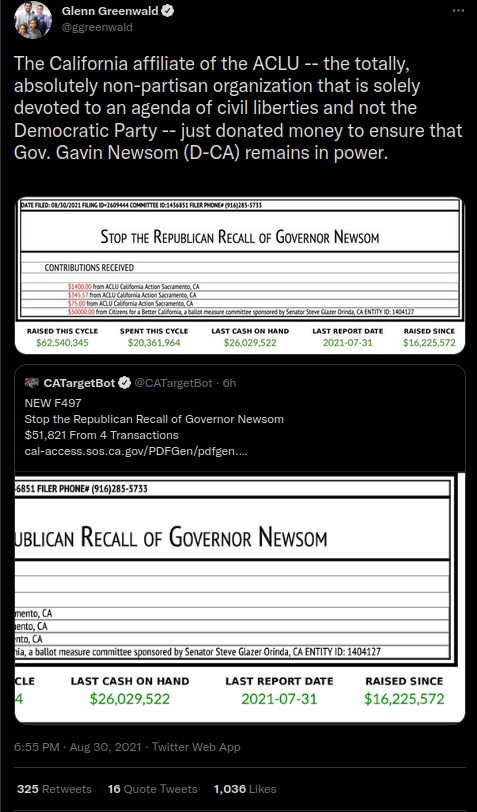 Glenn Greenwald
@ggreenwald
The California affiliate of the ACLU -- the totally,
absolutely non-partisan organization that is solely
devoted to an agenda of civil liberties and not the
Democratic Party -- just donated money to ensure that
Gov. Gavin Newsom (D-CA) remains in power.
DATE FILED: 08/30/2021 FILING ID=2609444 COMMITTEE ID:1436851 FILER PHONE# (916)285-5733
STOP THE REPUBLICAN RECALL OF GOVERNOR NEWSOM
CONTRIBUTIONS RECEIVED
$1400.00 from ACLU California Action Sacramento, CA
$345.57 from ACLU California Action Sacramento, CA
$75.00 from ACLU California Action Sacramento, CA
$50000.00 from Citizens for a Better California, a ballot measure committee sponsored by Senator Steve Glazer Orinda, CA ENTITY ID: 1404127
RAISED THIS CYCLE SPENT THIS CYCLE LAST CASH ON HAND LAST REPORT DATE RAISED SINCE
$62,540,345 $20,361,964 $26,029,522 2021-07-31 $16,225,572
CATargetBot @CATargetBot · 6h
NEW F497
Stop the Republican Recall of Governor Newsom
$51,821 From 4 Transactions
cal-access.sos.ca.gov/PDFGen/pdfgen.…
6851 FILER PHONE# (916)285-5733
UBLICAN RECALL OF GOVERNOR NEWSOM
mento, CA
ento, CA
nto, CA
nia, a ballot measure committee sponsored by Senator Steve Glazer Orinda, CA ENTITY ID: 1404127
CLE LAST CASH ON HAND LAST REPORT DATE RAISED SINCE
4 $26,029,522 2021-07-31 $16,225,572
6:55 PM · Aug 30, 2021 · Twitter Web App
325 Retweets 16 Quote Tweets 1,036 Likes